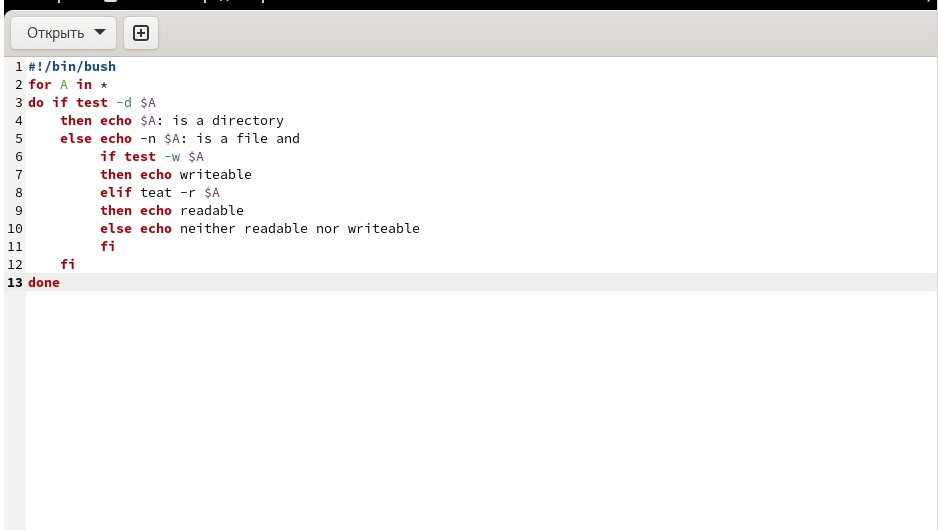 Открыть
1 #!/bin/bush
2 for A in *
3 do if test -d $A
4 then echo $A: is a directory
5 else echo -n $A: is a file and
6 if test -w $A
7 then echo writeable
8 elif teat -r $A
9 then echo readable
10 else echo neither readable nor writeable
11 fi
12 fi
13 done